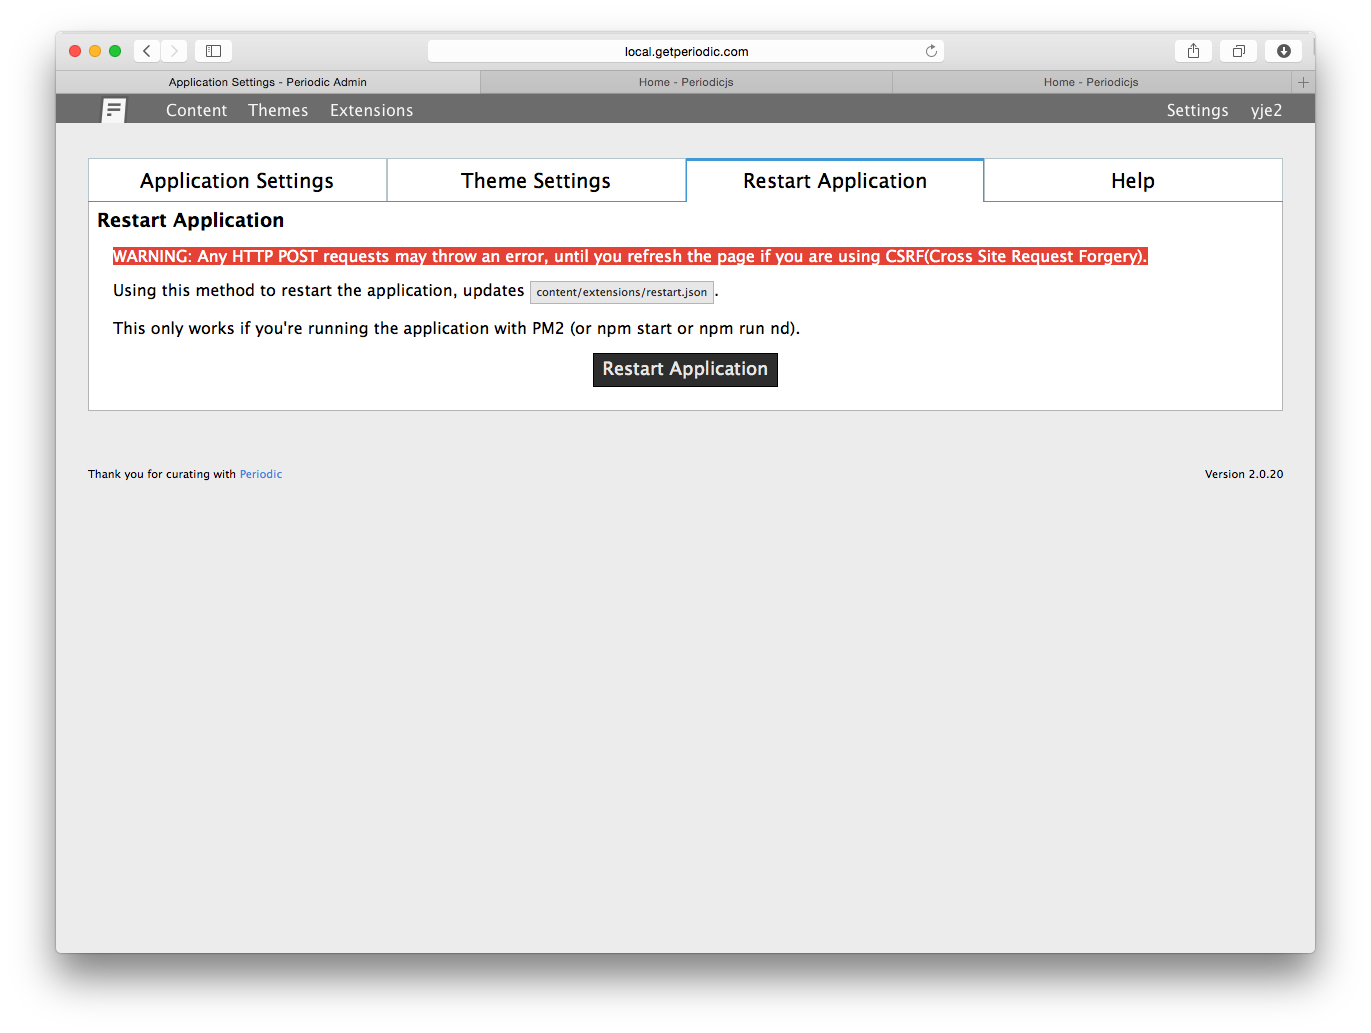 local.getperiodic.com
Application Settings - Periodic Admin
Home - Periodicjs
Home - Periodicjs
Content Themes Extensions Settings yje2
Application Settings
Theme Settings
Restart Application
Help
Restart Application
WARNING: Any HTTP POST requests may throw an error, until you refresh the page if you are using CSRF(Cross Site Request Forgery).
Using this method to restart the application, updates content/extensions/restart.json.
This only works if you're running the application with PM2 (or npm start or npm run nd).
Restart Application
Thank you for curating with Periodic
Version 2.0.20